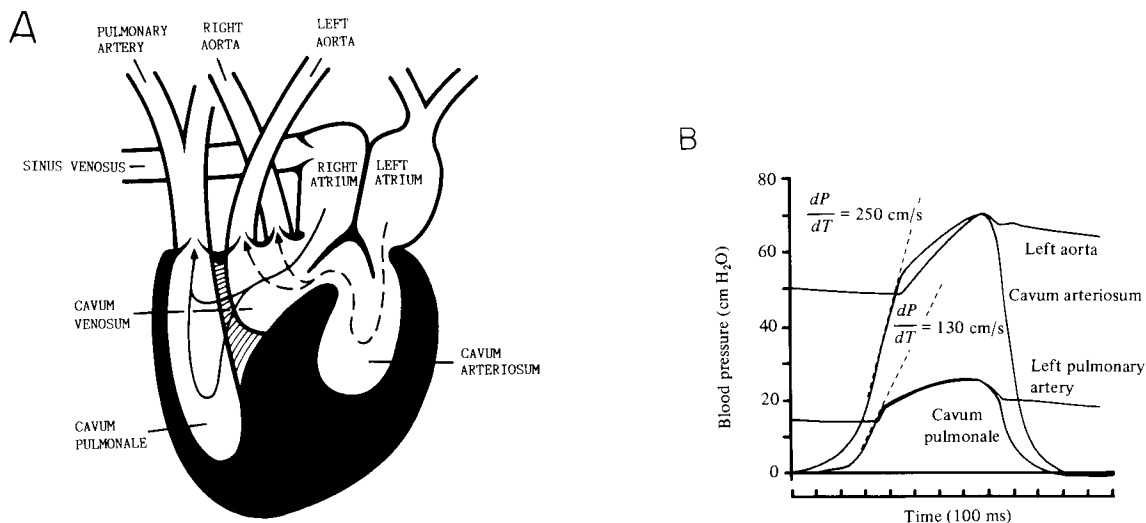 A
PULMONARY
ARTERY
RIGHT
AORTA
LEFT
AORTA
SINUS VENOSUS
RIGHT
ATRIUM
LEFT
ATRIUM
CAVUM
VENOSUM
CAVUM
ARTERIOSUM
CAVUM
PULMONALE
B
Blood pressure (cm H₂O)
80
60
40
20
0
dP
dT = 250 cm/s
dP
dT = 130 cm/s
Left aorta
Cavum arteriosum
Left pulmonary
artery
Cavum
pulmonale
Time (100 ms)